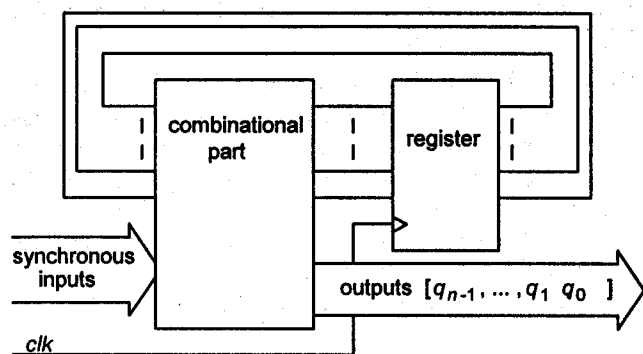 combinational
part
register
synchronous
inputs
outputs [q_{n-1}, ..., q_1 q_0 ]
clk